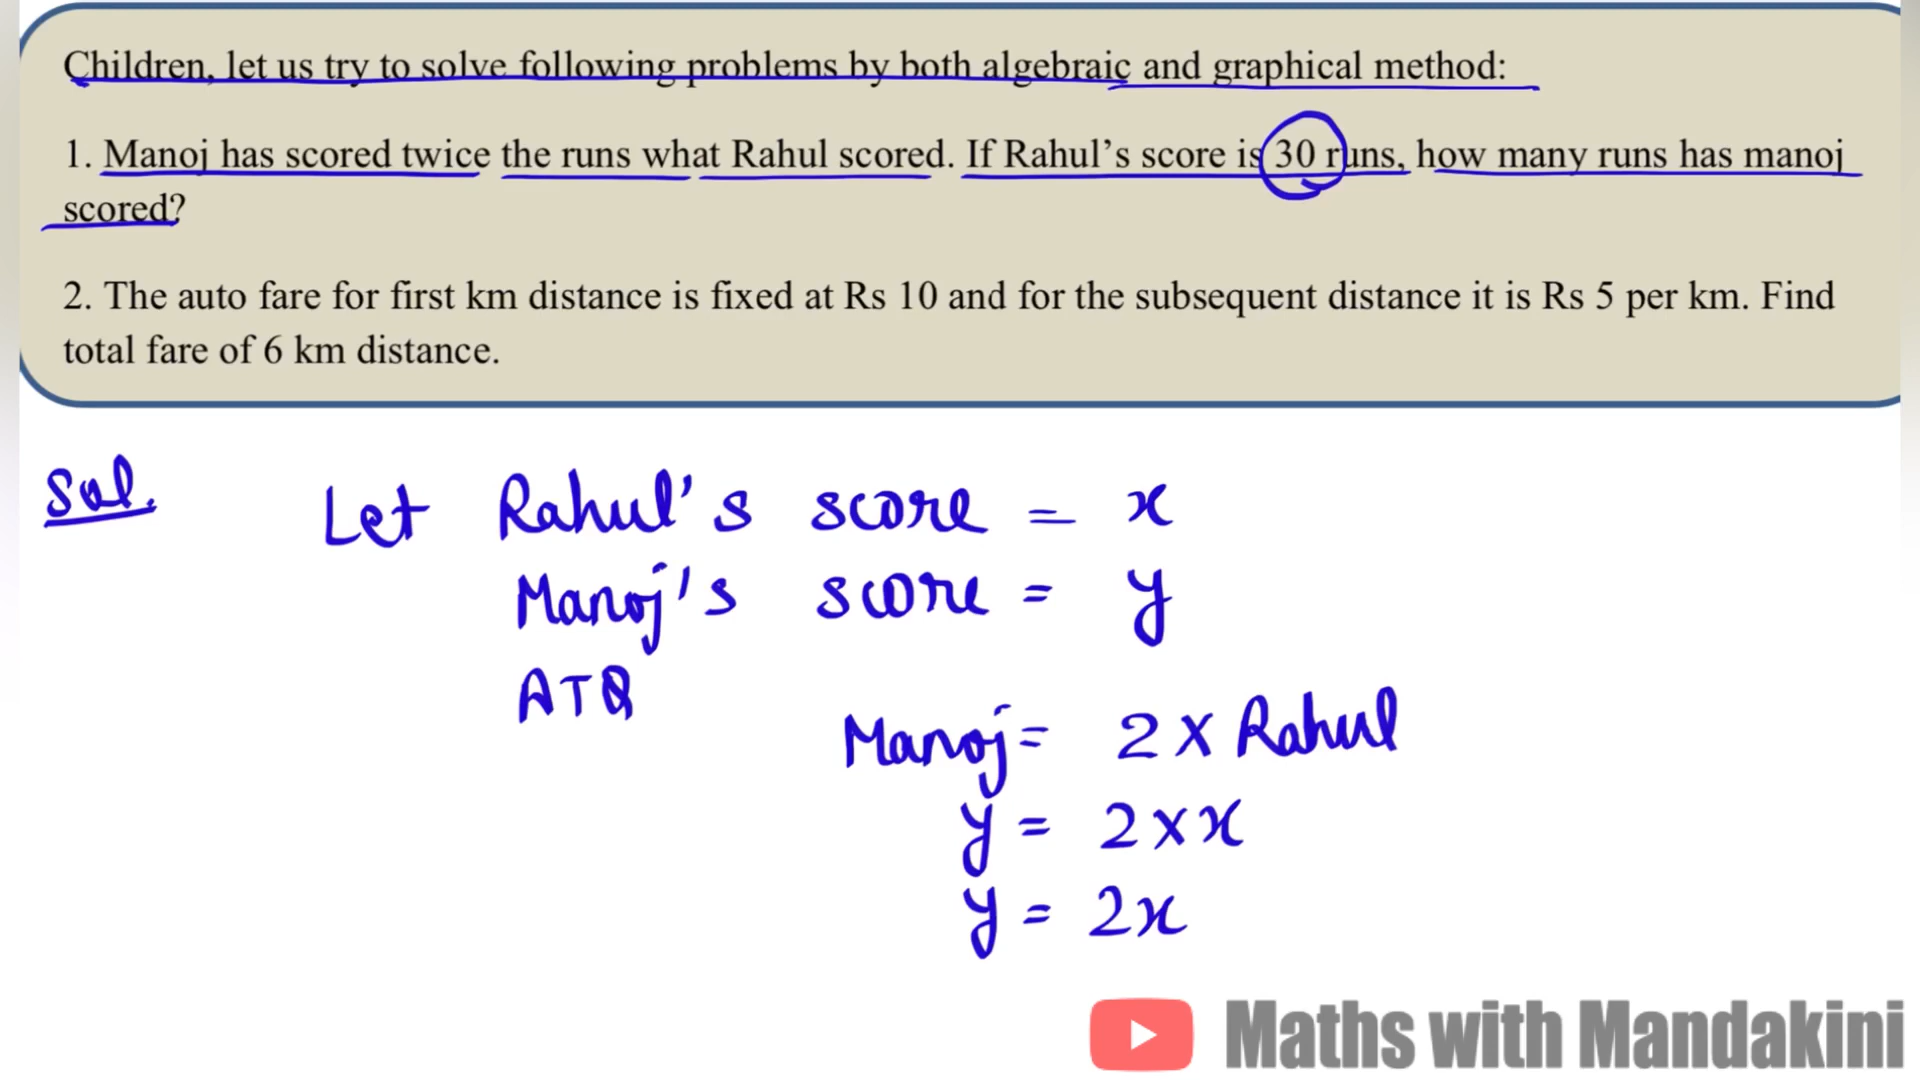 Children, let us try to solve following problems by both algebraic and graphical method:
1. Manoj has scored twice the runs what Rahul scored. If Rahul’s score is 30 runs, how many runs has manoj
scored?
2. The auto fare for first km distance is fixed at Rs 10 and for the subsequent distance it is Rs 5 per km. Find
total fare of 6 km distance.
Sol.
Let Rahul's score = x
Manoj's score = y
ATQ
Manoj = 2 x Rahul
y = 2 x x
y = 2x
Maths with Mandakini